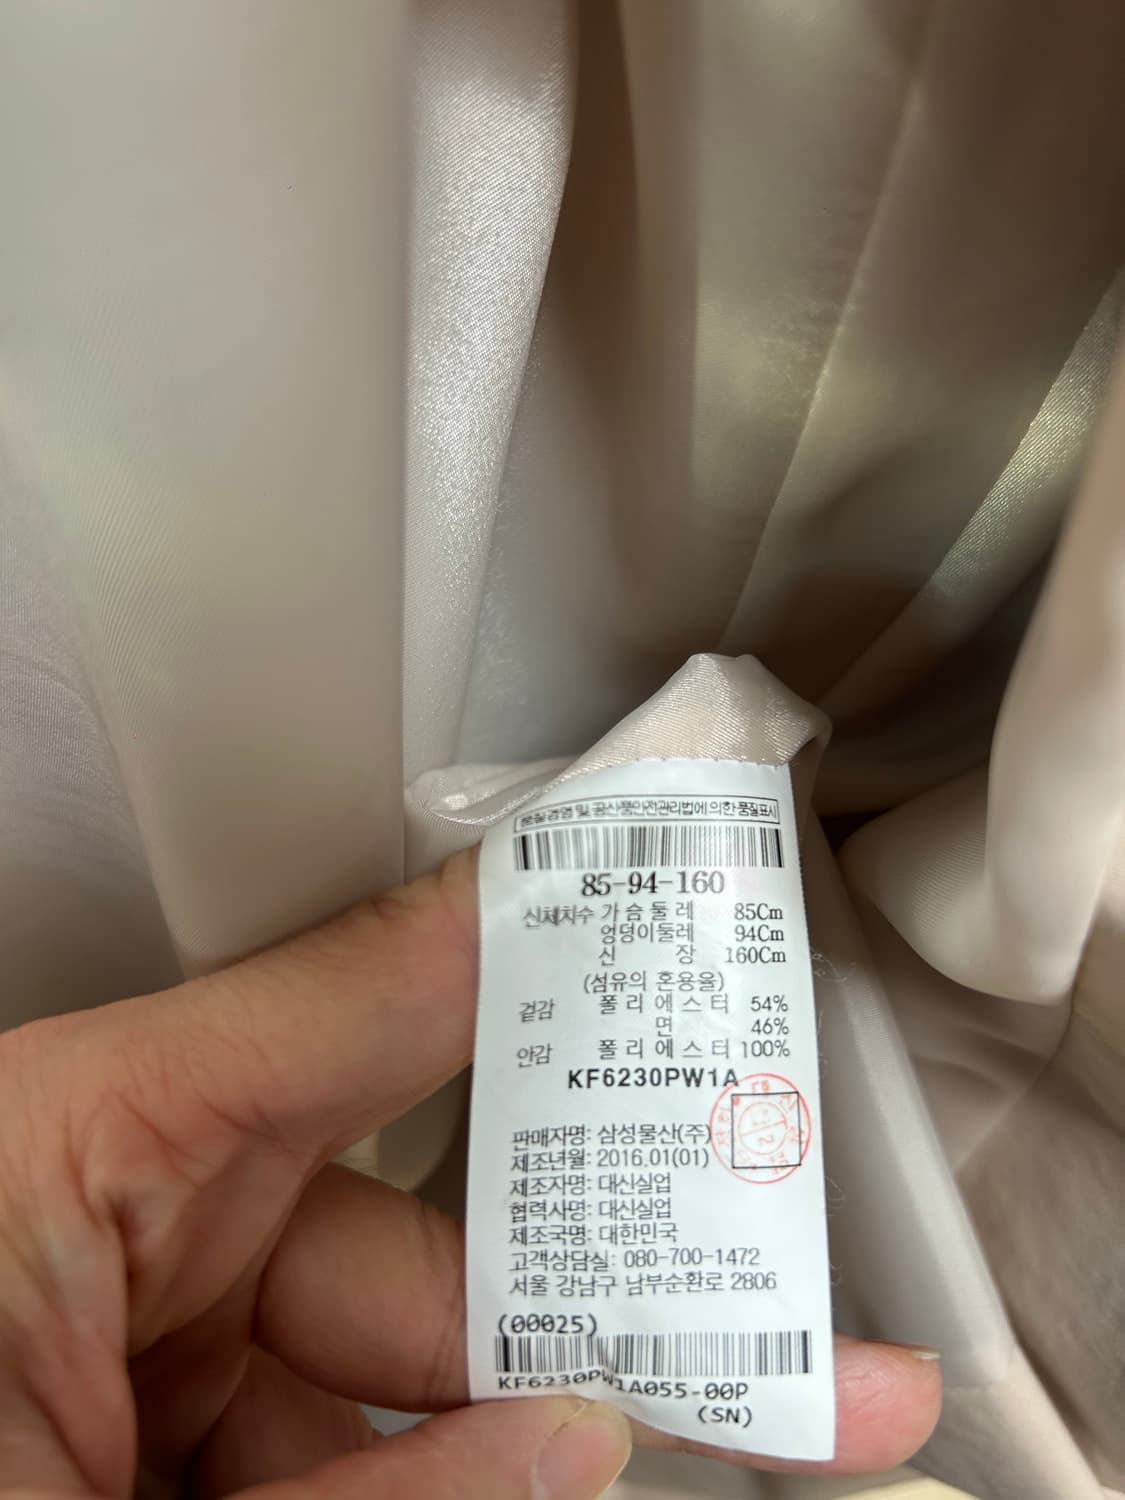 품질경영 및 공산품안전관리법에 의한 품질표시
85-94-160
신체치수 가슴둘레 85Cm
엉덩이둘레 94Cm
신 장 160Cm
(섬유의 혼용율)
겉감 폴리에스터 54%
면 46%
안감 폴리에스터 100%
KF6230PW1A
판매자명: 삼성물산(주)
제조년월: 2016.01(01)
제조자명: 대신실업
협력사명: 대신실업
제조국명: 대한민국
고객상담실: 080-700-1472
서울 강남구 남부순환로 2806
(00025)
KF6230PW1A055-00P
(SN)